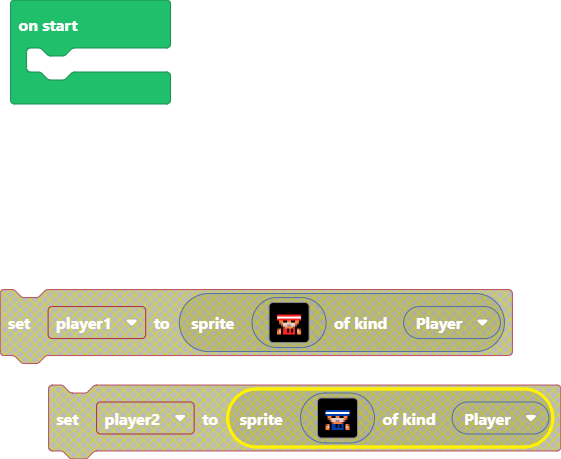 on start
set player1 to sprite of kind Player
set player2 to sprite of kind Player